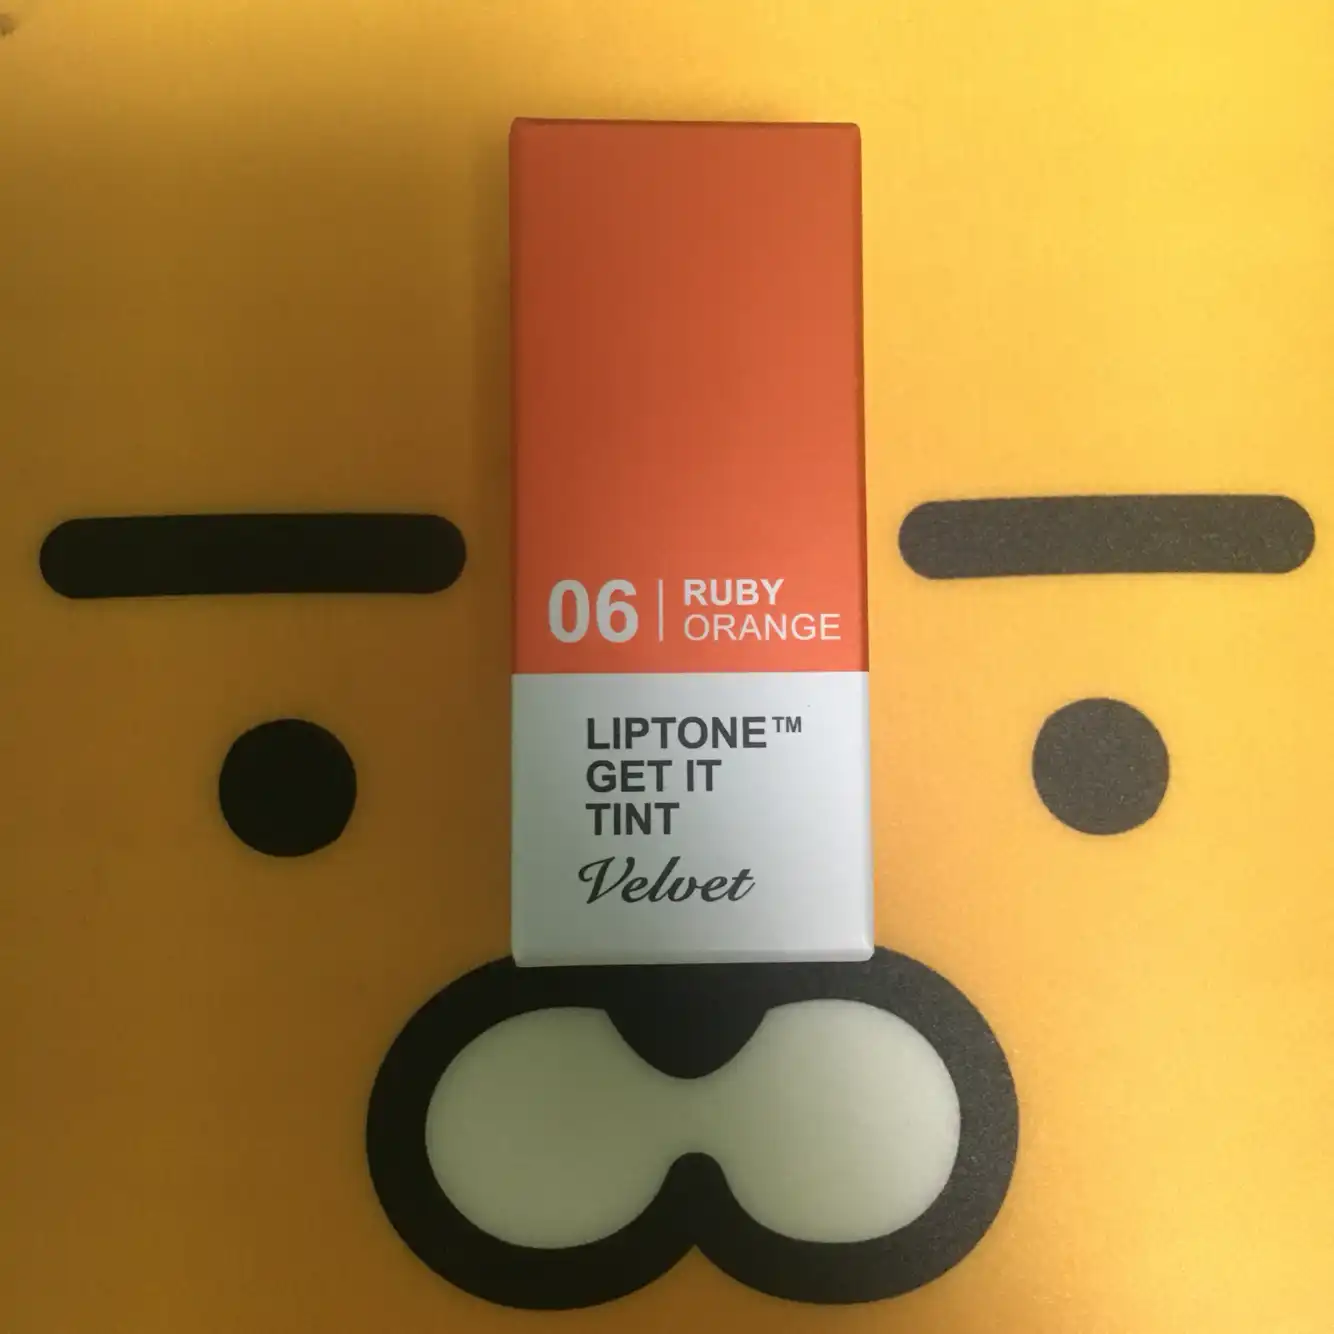 06 | RUBY
ORANGE
LIPTONE™
GET IT
TINT
Velvet